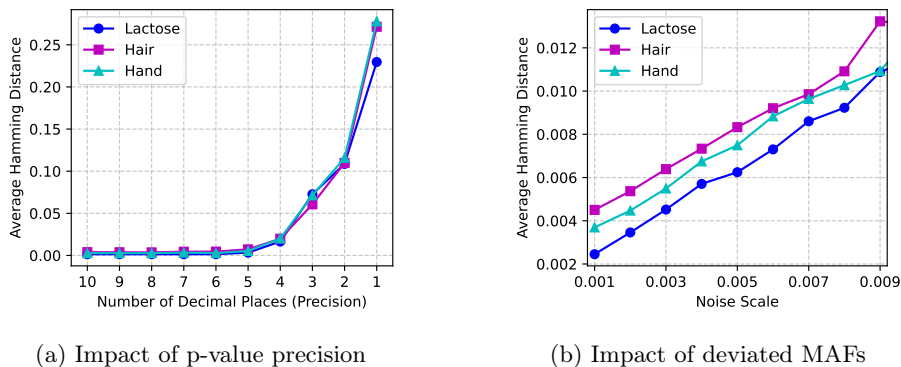 Average Hamming Distance
0.25
0.20
0.15
0.10
0.05
0.00
Lactose
Hair
Hand
10 9 8 7 6 5 4 3 2 1
Number of Decimal Places (Precision)
(a) Impact of p-value precision
Average Hamming Distance
0.012
0.010
0.008
0.006
0.004
0.002
Lactose
Hair
Hand
0.001 0.003 0.005 0.007 0.009
Noise Scale
(b) Impact of deviated MAFs